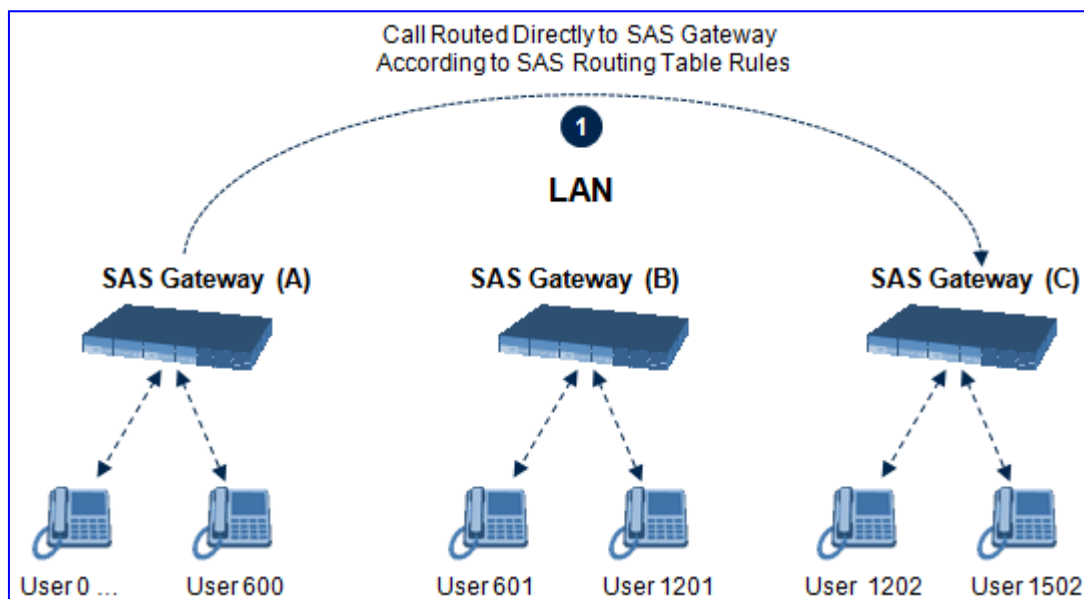 Call Routed Directly to SAS Gateway
According to SAS Routing Table Rules
1
LAN
SAS Gateway (A)
SAS Gateway (B)
SAS Gateway (C)
User 0 ...
User 600
User 601
User 1201
User 1202
User 1502